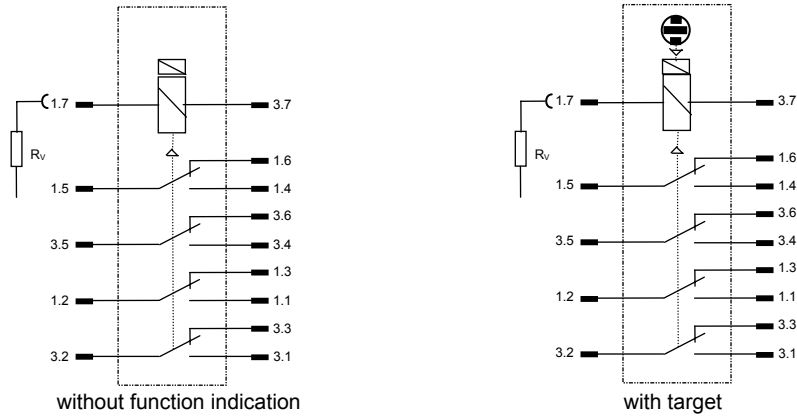 1.7 3.7 1.7 3.7
Rv Rv
1.6 1.6
1.5 1.4 1.5 1.4
3.6 3.6
3.5 3.4 3.5 3.4
1.3 1.3
1.2 1.1 1.2 1.1
3.3 3.3
3.2 3.1 3.2 3.1
without function indication with target